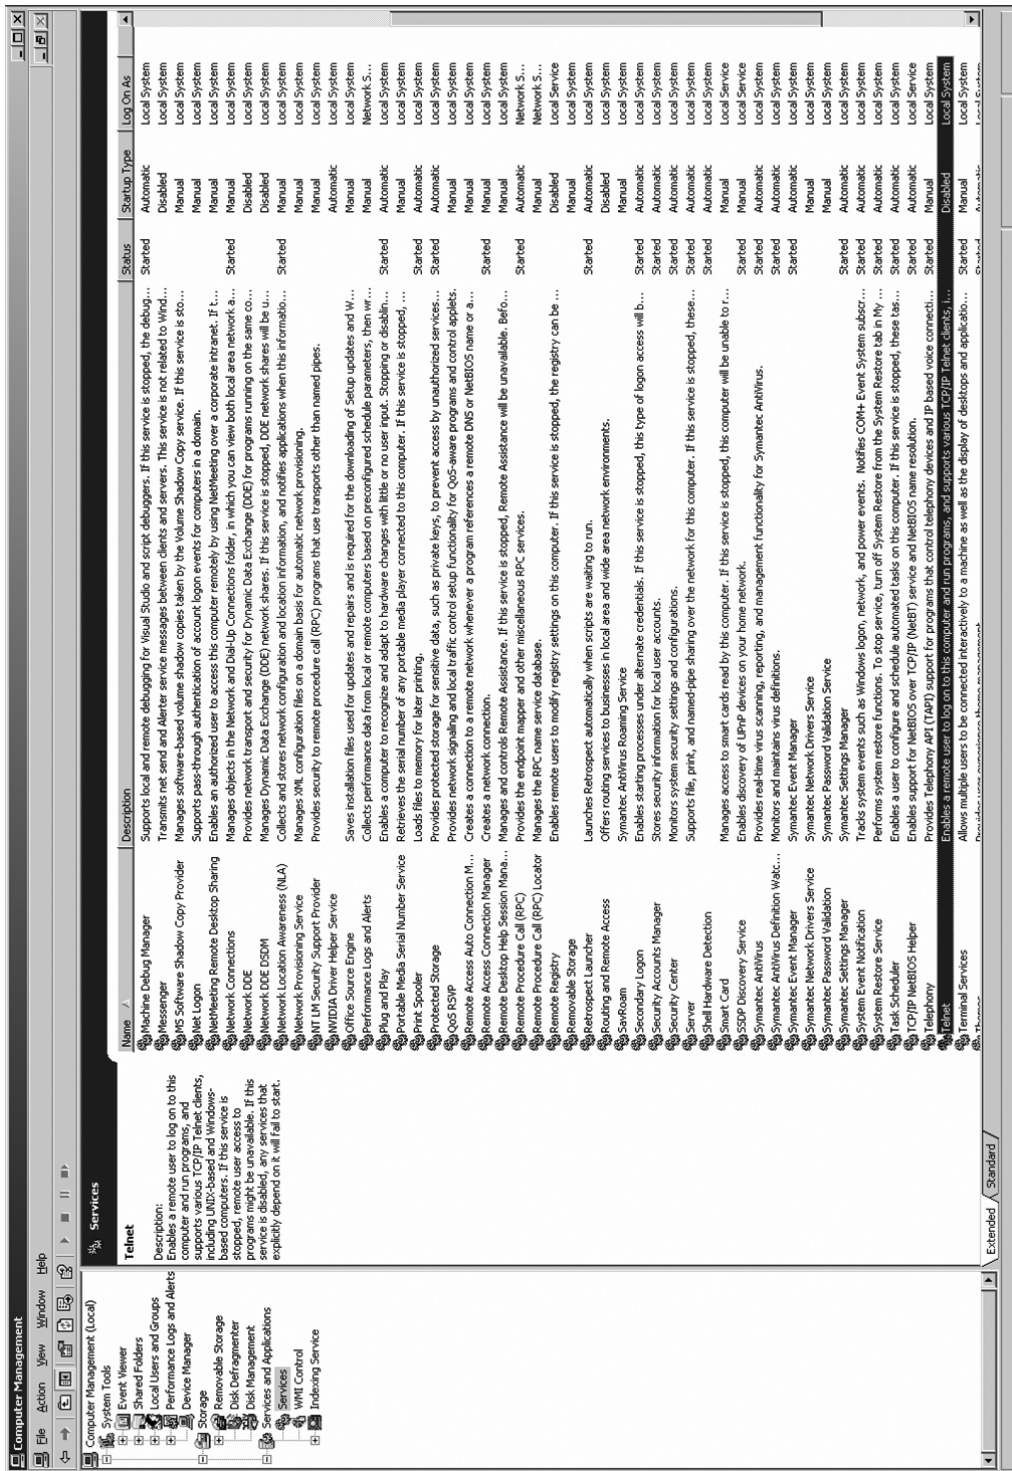 Computer Management
File Action View Window Help
Computer Management (Local)
System Tools
Event Viewer
Shared Folders
Local Users and Groups
Performance Logs and Alerts
Device Manager
Storage
Removable Storage
Disk Defragmenter
Disk Management
Services and Applications
Services
WMI Control
Indexing Service
Services
Telnet
Description:
Enables a remote user to log on to this
computer and run programs, and
supports various TCP/IP Telnet clients,
including UNIX-based and Windows-
based computers. If this service is
stopped, remote user access to
programs might be unavailable. If this
service is disabled, any services that
explicitly depend on it will fail to start.
Name Description Status Startup Type Log On As
Machine Debug Manager Supports local and remote debugging for Visual Studio and script debuggers. If this service is stopped, the debug... Started Automatic Local System
Messenger Transmits net send and Alerter service messages between clients and servers. This service is not related to Wind... Disabled Local System
MS Software Shadow Copy Provider Manages software-based volume shadow copies taken by the Volume Shadow Copy service. If this service is sto... Manual Local System
Net Logon Supports pass-through authentication of account logon events for computers in a domain. Manual Local System
NetMeeting Remote Desktop Sharing Enables an authorized user to access this computer remotely by using NetMeeting over a corporate intranet. If t... Manual Local System
Network Connections Manages objects in the Network and Dial-Up Connections folder, in which you can view both local area network a... Started Manual Local System
Network DDE Provides network transport and security for Dynamic Data Exchange (DDE) for programs running on the same co... Disabled Local System
Network DDE DSDM Manages Dynamic Data Exchange (DDE) network shares. If this service is stopped, DDE network shares will be u... Disabled Local System
Network Location Awareness (NLA) Collects and stores network configuration and location information, and notifies applications when this informatio... Started Manual Local System
Network Provisioning Service Manages XML configuration files on a domain basis for automatic network provisioning. Manual Local System
NT LM Security Support Provider Provides security to remote procedure call (RPC) programs that use transports other than named pipes. Manual Local System
NVIDIA Driver Helper Service Automatic Local System
Office Source Engine Saves installation files used for updates and repairs and is required for the downloading of Setup updates and W... Manual Local System
Performance Logs and Alerts Collects performance data from local or remote computers based on preconfigured schedule parameters, then wr... Manual Network S...
Plug and Play Enables a computer to recognize and adapt to hardware changes with little or no user input. Stopping or disablin... Started Automatic Local System
Portable Media Serial Number Service Retrieves the serial number of any portable media player connected to this computer. If this service is stopped, ... Manual Local System
Print Spooler Loads files to memory for later printing. Started Automatic Local System
Protected Storage Provides protected storage for sensitive data, such as private keys, to prevent access by unauthorized services... Started Automatic Local System
QoS RSVP Provides network signaling and local traffic control setup functionality for QoS-aware programs and control applets. Manual Local System
Remote Access Auto Connection M... Creates a connection to a remote network whenever a program references a remote DNS or NetBIOS name or a... Manual Local System
Remote Access Connection Manager Creates a network connection. Started Manual Local System
Remote Desktop Help Session Mana... Manages and controls Remote Assistance. If this service is stopped, Remote Assistance will be unavailable. Befo... Manual Local System
Remote Procedure Call (RPC) Provides the endpoint mapper and other miscellaneous RPC services. Started Automatic Network S...
Remote Procedure Call (RPC) Locator Manages the RPC name service database. Manual Network S...
Remote Registry Enables remote users to modify registry settings on this computer. If this service is stopped, the registry can be ... Disabled Local Service
Removable Storage Manual Local System
Retrospect Launcher Launches Retrospect automatically when scripts are waiting to run. Started Automatic Local System
Routing and Remote Access Offers routing services to businesses in local area and wide area network environments. Disabled Local System
SavRoam Symantec AntiVirus Roaming Service Manual Local System
Secondary Logon Enables starting processes under alternate credentials. If this service is stopped, this type of logon access will b... Started Automatic Local System
Security Accounts Manager Stores security information for local user accounts. Started Automatic Local System
Security Center Monitors system security settings and configurations. Started Automatic Local System
Server Supports file, print, and named-pipe sharing over the network for this computer. If this service is stopped, these... Started Automatic Local System
Shell Hardware Detection Started Automatic Local System
Smart Card Manages access to smart cards read by this computer. If this service is stopped, this computer will be unable to r... Manual Local Service
SSDP Discovery Service Enables discovery of UPnP devices on your home network. Started Manual Local Service
Symantec AntiVirus Provides real-time virus scanning, reporting, and management functionality for Symantec AntiVirus. Started Automatic Local System
Symantec AntiVirus Definition Watc... Monitors and maintains virus definitions. Started Automatic Local System
Symantec Event Manager Symantec Event Manager Started Automatic Local System
Symantec Network Drivers Service Symantec Network Drivers Service Manual Local System
Symantec Password Validation Symantec Password Validation Service Manual Local System
Symantec Settings Manager Symantec Settings Manager Started Automatic Local System
System Event Notification Tracks system events such as Windows logon, network, and power events. Notifies COM+ Event System subscr... Started Automatic Local System
System Restore Service Performs system restore functions. To stop service, turn off System Restore from the System Restore tab in My ... Started Automatic Local System
Task Scheduler Enables a user to configure and schedule automated tasks on this computer. If this service is stopped, these tas... Started Automatic Local System
TCP/IP NetBIOS Helper Enables support for NetBIOS over TCP/IP (NetBT) service and NetBIOS name resolution. Started Automatic Local Service
Telephony Provides Telephony API (TAPI) support for programs that control telephony devices and IP based voice connecti... Started Manual Local System
Telnet Enables a remote user to log on to this computer and run programs, and supports various TCP/IP Telnet clients, i... Disabled Local System
Terminal Services Allows multiple users to be connected interactively to a machine as well as the display of desktops and applicatio... Started Manual Local System
Extended Standard